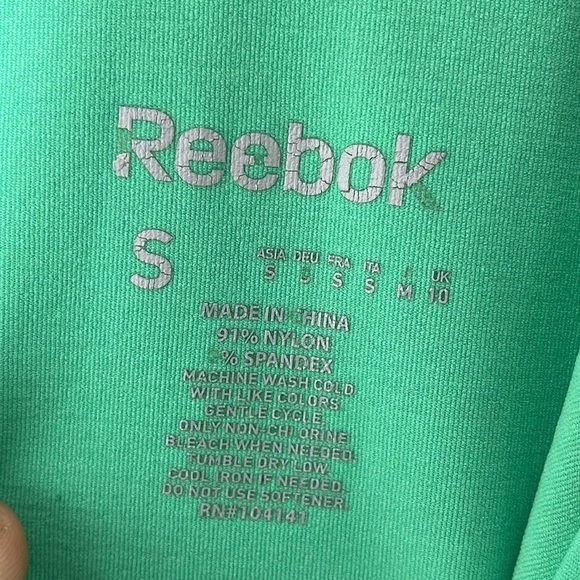 Reebok
S
ASIA DEU FRA ITA UK
S S S S M 10
MADE IN CHINA
91% NYLON
% SPANDEX
MACHINE WASH COLD
WITH LIKE COLORS.
GENTLE CYCLE.
ONLY NON-CHLORINE
BLEACH WHEN NEEDED.
TUMBLE DRY LOW.
COOL IRON IF NEEDED.
DO NOT USE SOFTENER.
RN#104141